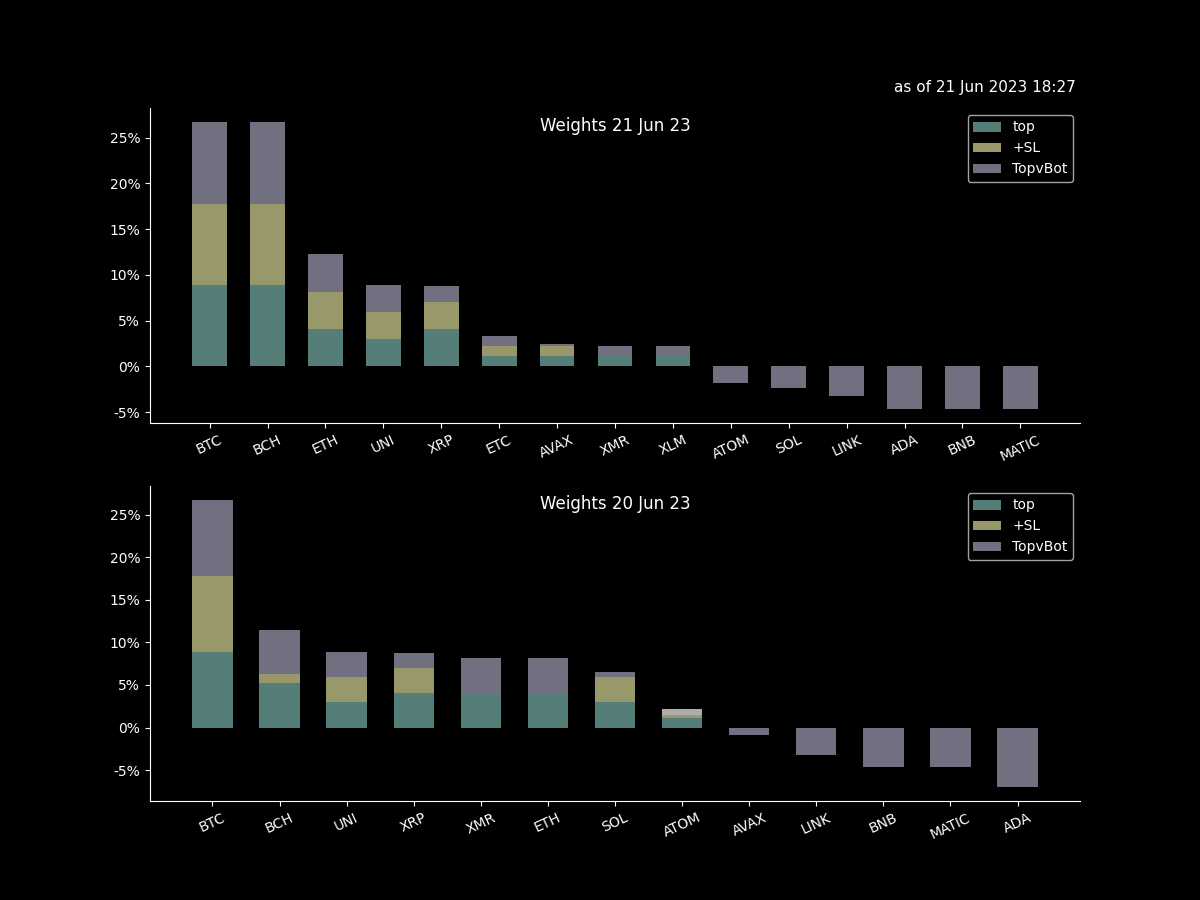 as of 21 Jun 2023 18:27
Weights 21 Jun 23
top
+SL
TopvBot
25%
20%
15%
10%
5%
0%
-5%
BTC BCH ETH UNI XRP ETC AVAX XMR XLM ATOM SOL LINK ADA BNB MATIC
Weights 20 Jun 23
top
+SL
TopvBot
25%
20%
15%
10%
5%
0%
-5%
BTC BCH UNI XRP XMR ETH SOL ATOM AVAX LINK BNB MATIC ADA